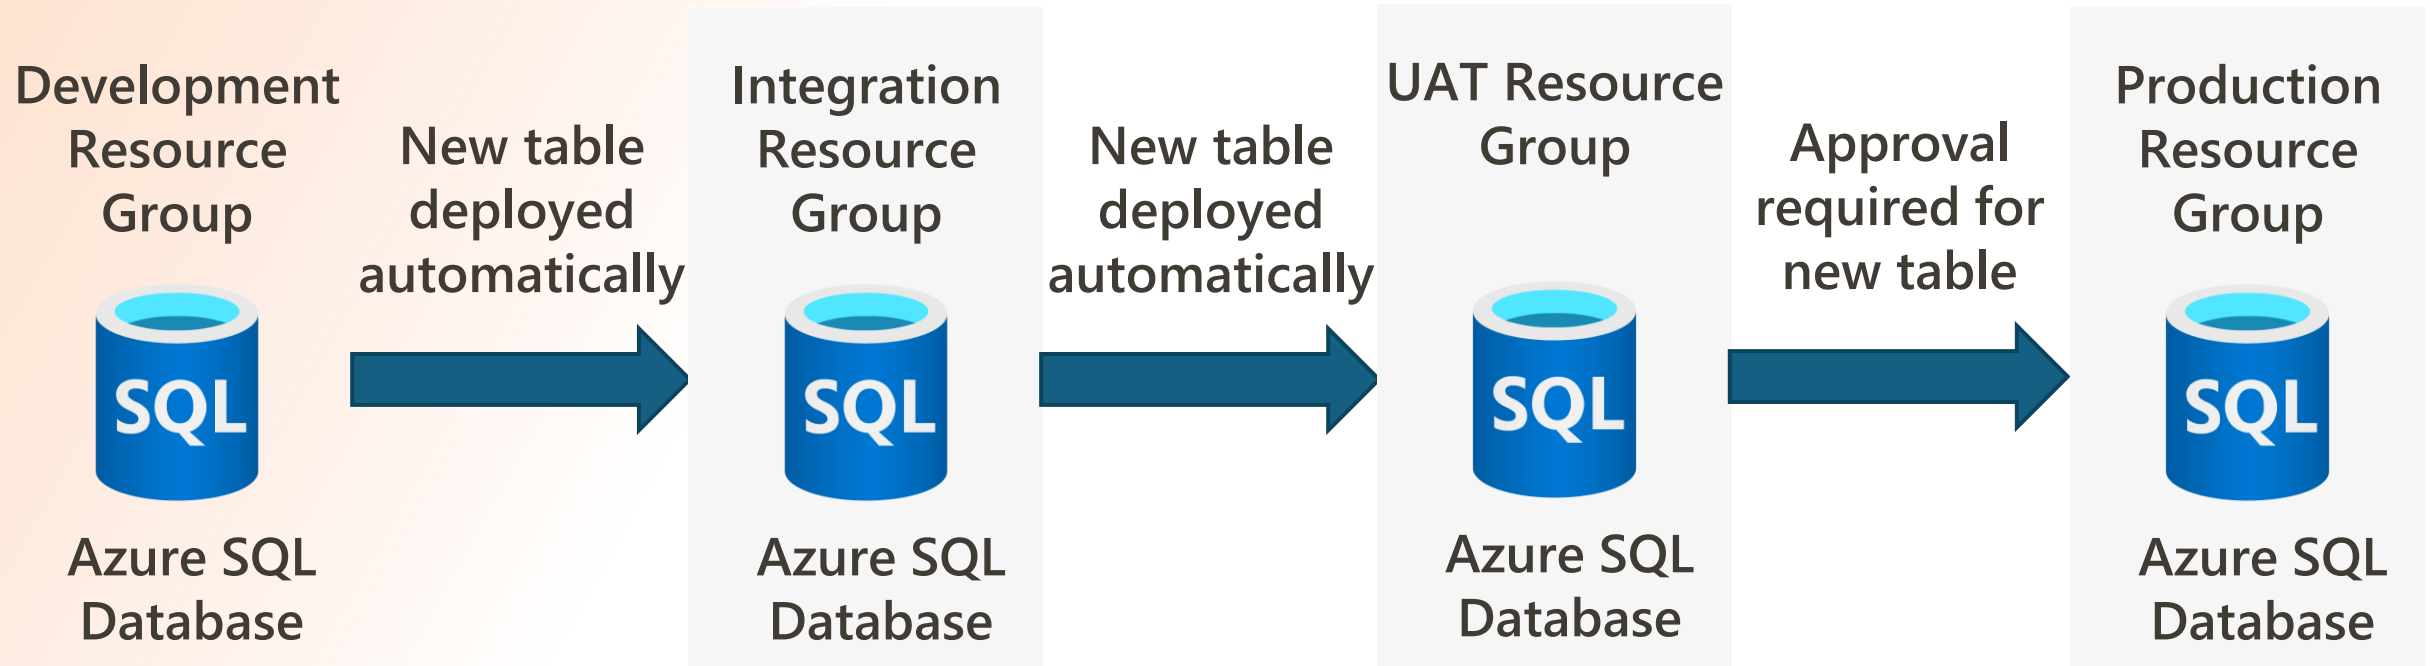 Development
Resource
Group
SQL
Azure SQL
Database
New table
deployed
automatically
Integration
Resource
Group
SQL
Azure SQL
Database
New table
deployed
automatically
UAT Resource
Group
SQL
Azure SQL
Database
Approval
required for
new table
Production
Resource
Group
SQL
Azure SQL
Database